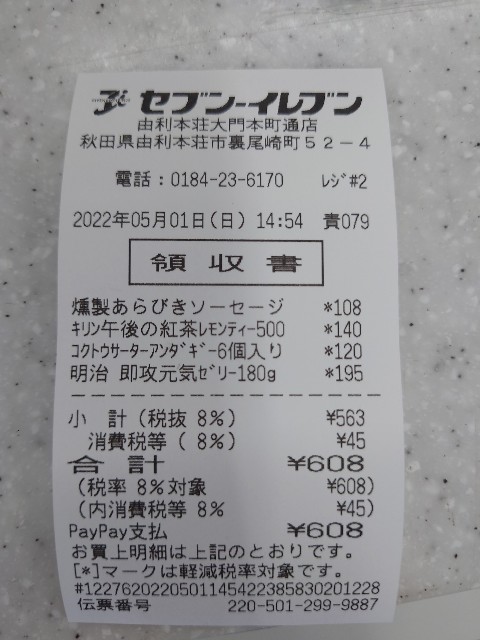 セブン-イレブン
由利本荘大門本町通店
秋田県由利本荘市裏尾崎町52-4
電話:0184-23-6170 レジ#2
2022年05月01日(日) 14:54 責079
領収書
燻製あらびきソーセージ *108
キリン午後の紅茶レモンティー500 *140
コクトウサーターアンダギー6個入り *120
明治 即攻元気ゼリー180g *195
小 計(税抜 8%) ¥563
消費税等( 8%) ¥45
合 計 ¥608
(税率 8%対象 ¥608)
(内消費税等 8% ¥45)
PayPay支払 ¥608
お買上明細は上記のとおりです。
[*]マークは軽減税率対象です。
#122762022050114542238583020​1228
伝票番号 220-501-299-9887